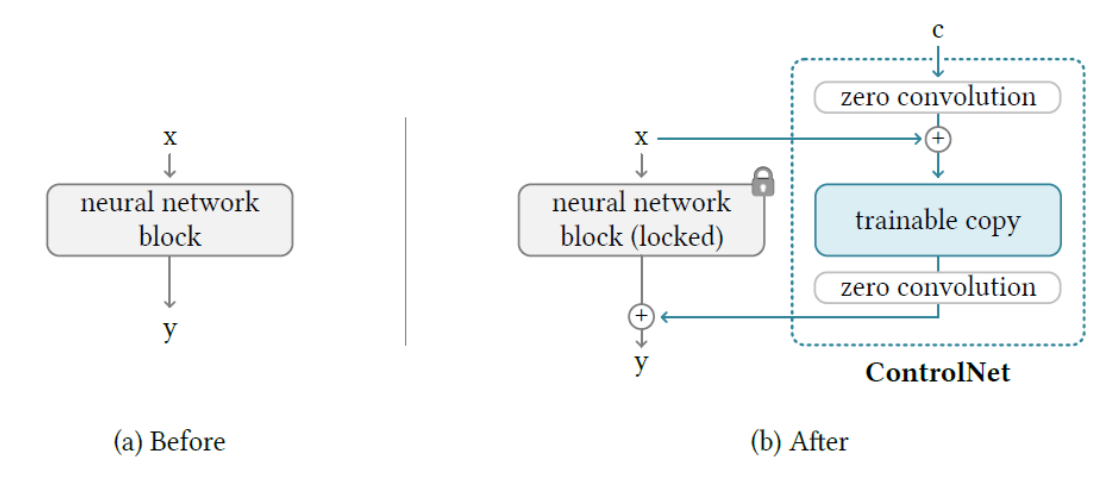 x
neural network
block
y
(a) Before
c
zero convolution
x
+
neural network
block (locked)
trainable copy
zero convolution
+
y
ControlNet
(b) After